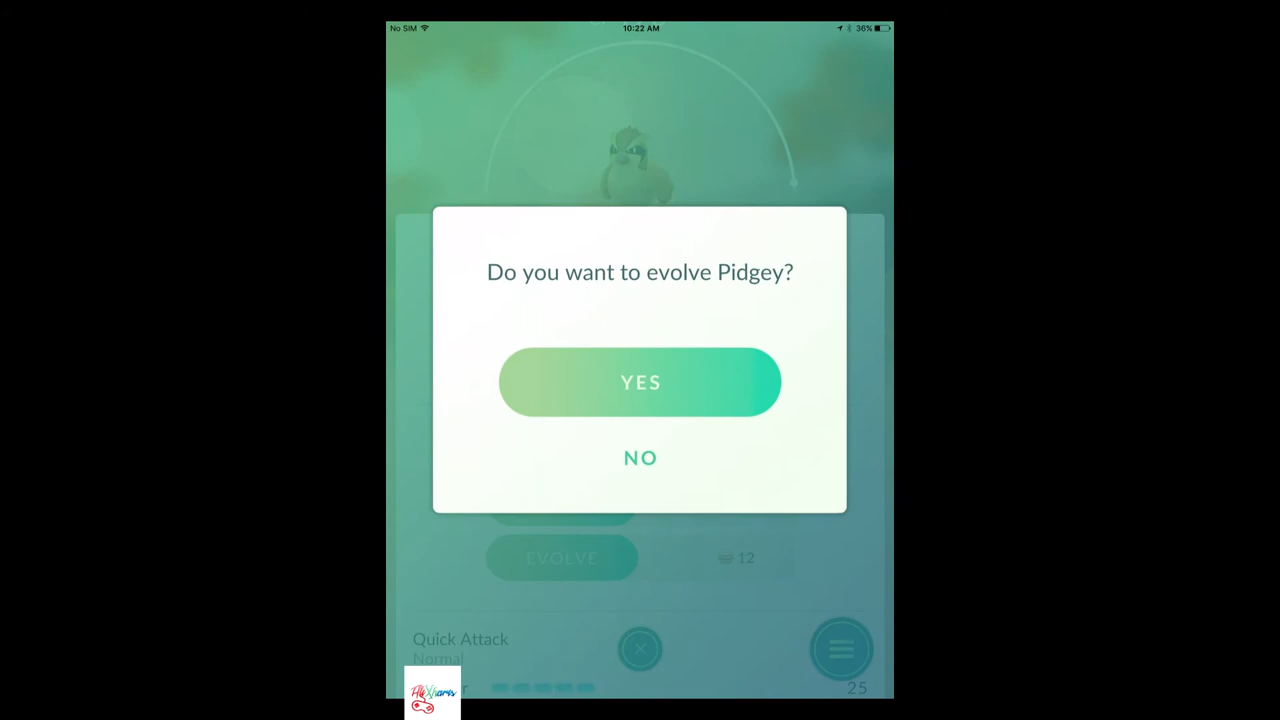 No SIM
10:22 AM
36%
Do you want to evolve Pidgey?
YES
NO
EVOLVE
12
Quick Attack
Normal
25